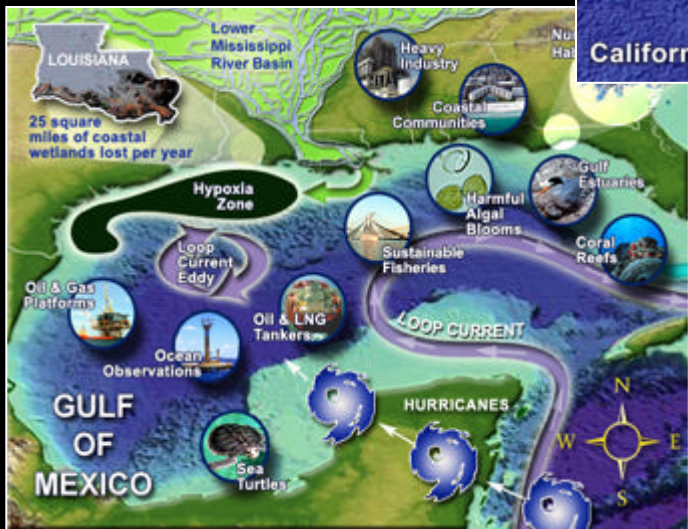 LOUISIANA
25 square
miles of coastal
wetlands lost per year
Lower
Mississippi
River Basin
Heavy
Industry
Coastal
Communities
Californ
Hypoxia
Zone
Loop
Current
Eddy
Harmful
Algal
Blooms
Gulf
Estuaries
Sustainable
Fisheries
Coral
Reefs
Oil & Gas
Platforms
Oil & LNG
Tankers
Ocean
Observations
LOOP CURRENT
GULF
OF
MEXICO
HURRICANES
Sea
Turtles
N
W
E
S